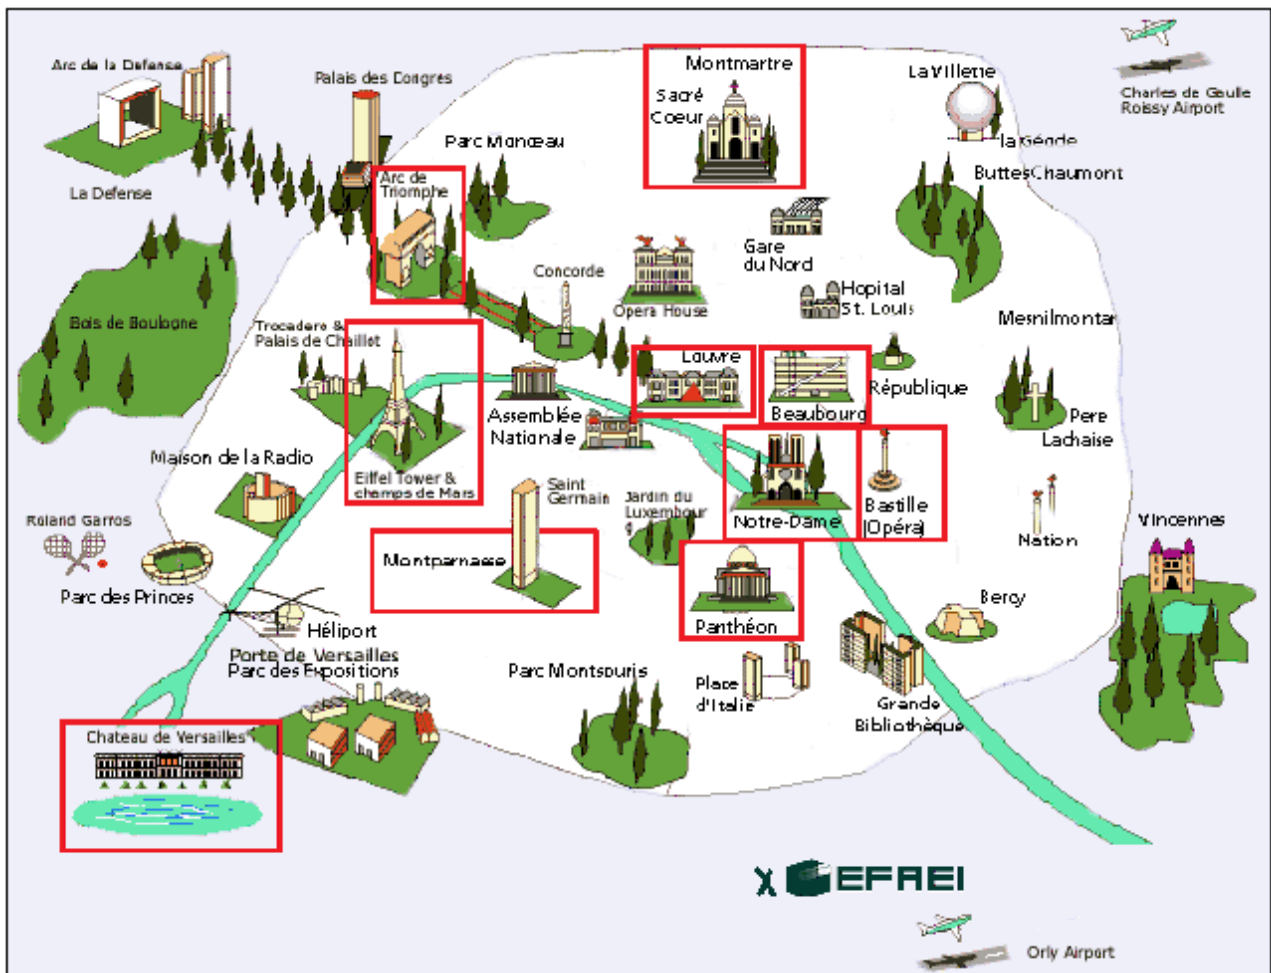 Arc de la Defense
La Defense
Palais des Congres
Parc Monceau
Montmartre
Sacré
Coeur
La Villette
la Géode
Buttes Chaumont
Charles de Gaulle
Roissy Airport
Arc de
Triomphe
Gare
du Nord
Concorde
Opera House
Hopital
St. Louis
Bois de Boulogne
Trocadero &
Palais de Chaillot
Mesnilmontar
Louvre
Beaubourg
République
Assemblée
Nationale
Pere
Lachaise
Maison de la Radio
Eiffel Tower &
champs de Mars
Saint
Germain
Jardin du
Luxembour
g
Notre-Dame
Bastille
(Opéra)
Nation
Vincennes
Roland Garros
Parc des Princes
Montparnasse
Panthéon
Bercy
Héliport
Porte de Versailles
Parc des Expositions
Parc Montsouris
Place
d'Italie
Grande
Bibliothèque
Chateau de Versailles*
X EFREI
Orly Airport